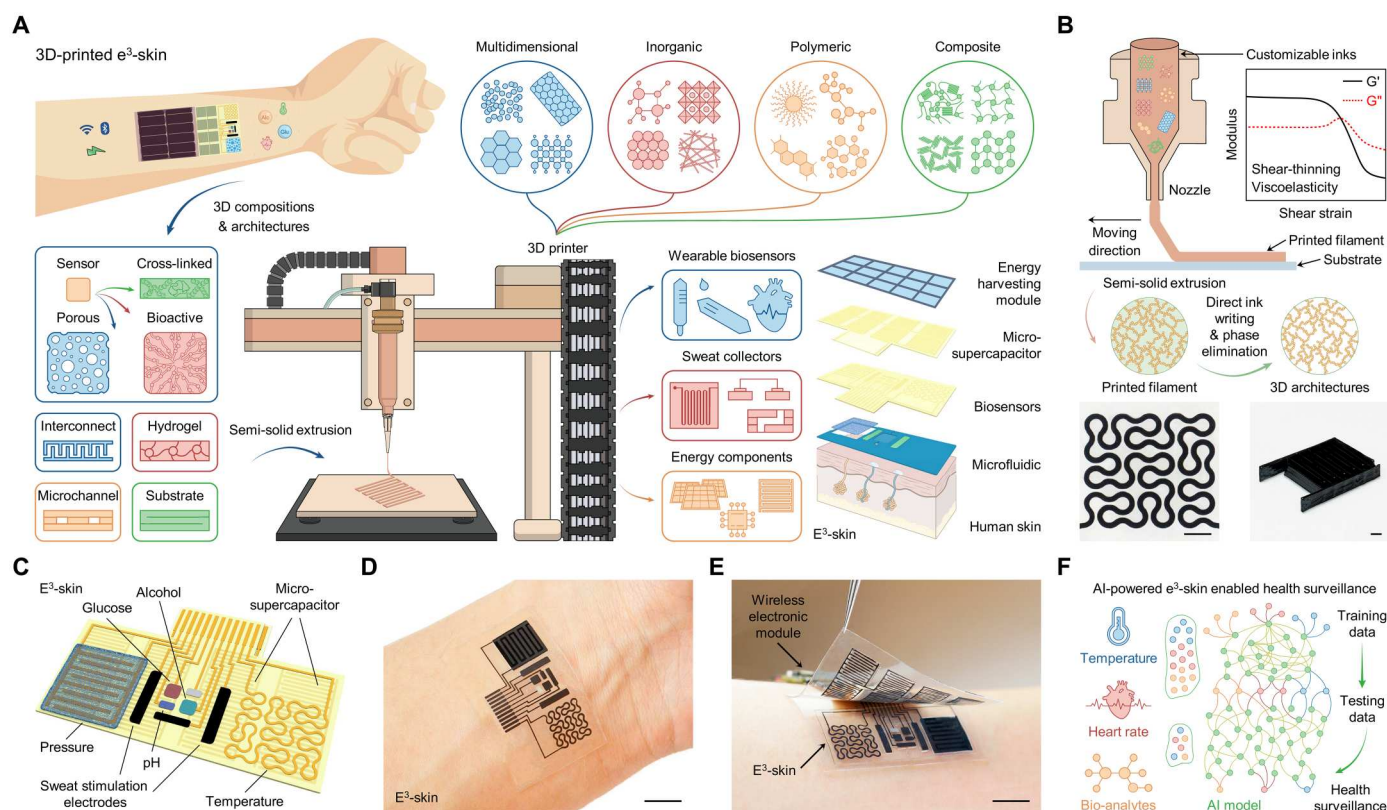 A
3D-printed e³-skin
Multidimensional
Inorganic
Polymeric
Composite
Alc
Glu
3D compositions
& architectures
Sensor
Cross-linked
Porous
Bioactive
Interconnect
Hydrogel
Microchannel
Substrate
Semi-solid extrusion
3D printer
Wearable biosensors
Sweat collectors
Energy components
Energy
harvesting
module
Micro-
supercapacitor
Biosensors
Microfluidic
Human skin
E³-skin
B
Customizable inks
G'
G"
Modulus
Shear-thinning
Viscoelasticity
Shear strain
Nozzle
Moving
direction
Printed filament
Substrate
Semi-solid extrusion
Direct ink
writing
& phase
elimination
Printed filament
3D architectures
C
E³-skin
Glucose
Alcohol
Micro-
supercapacitor
Pressure
pH
Sweat stimulation
electrodes
Temperature
D
E³-skin
E
Wireless
electronic
module
E³-skin
F
AI-powered e³-skin enabled health surveillance
Temperature
Heart rate
Bio-analytes
AI model
Training
data
Testing
data
Health
surveillance